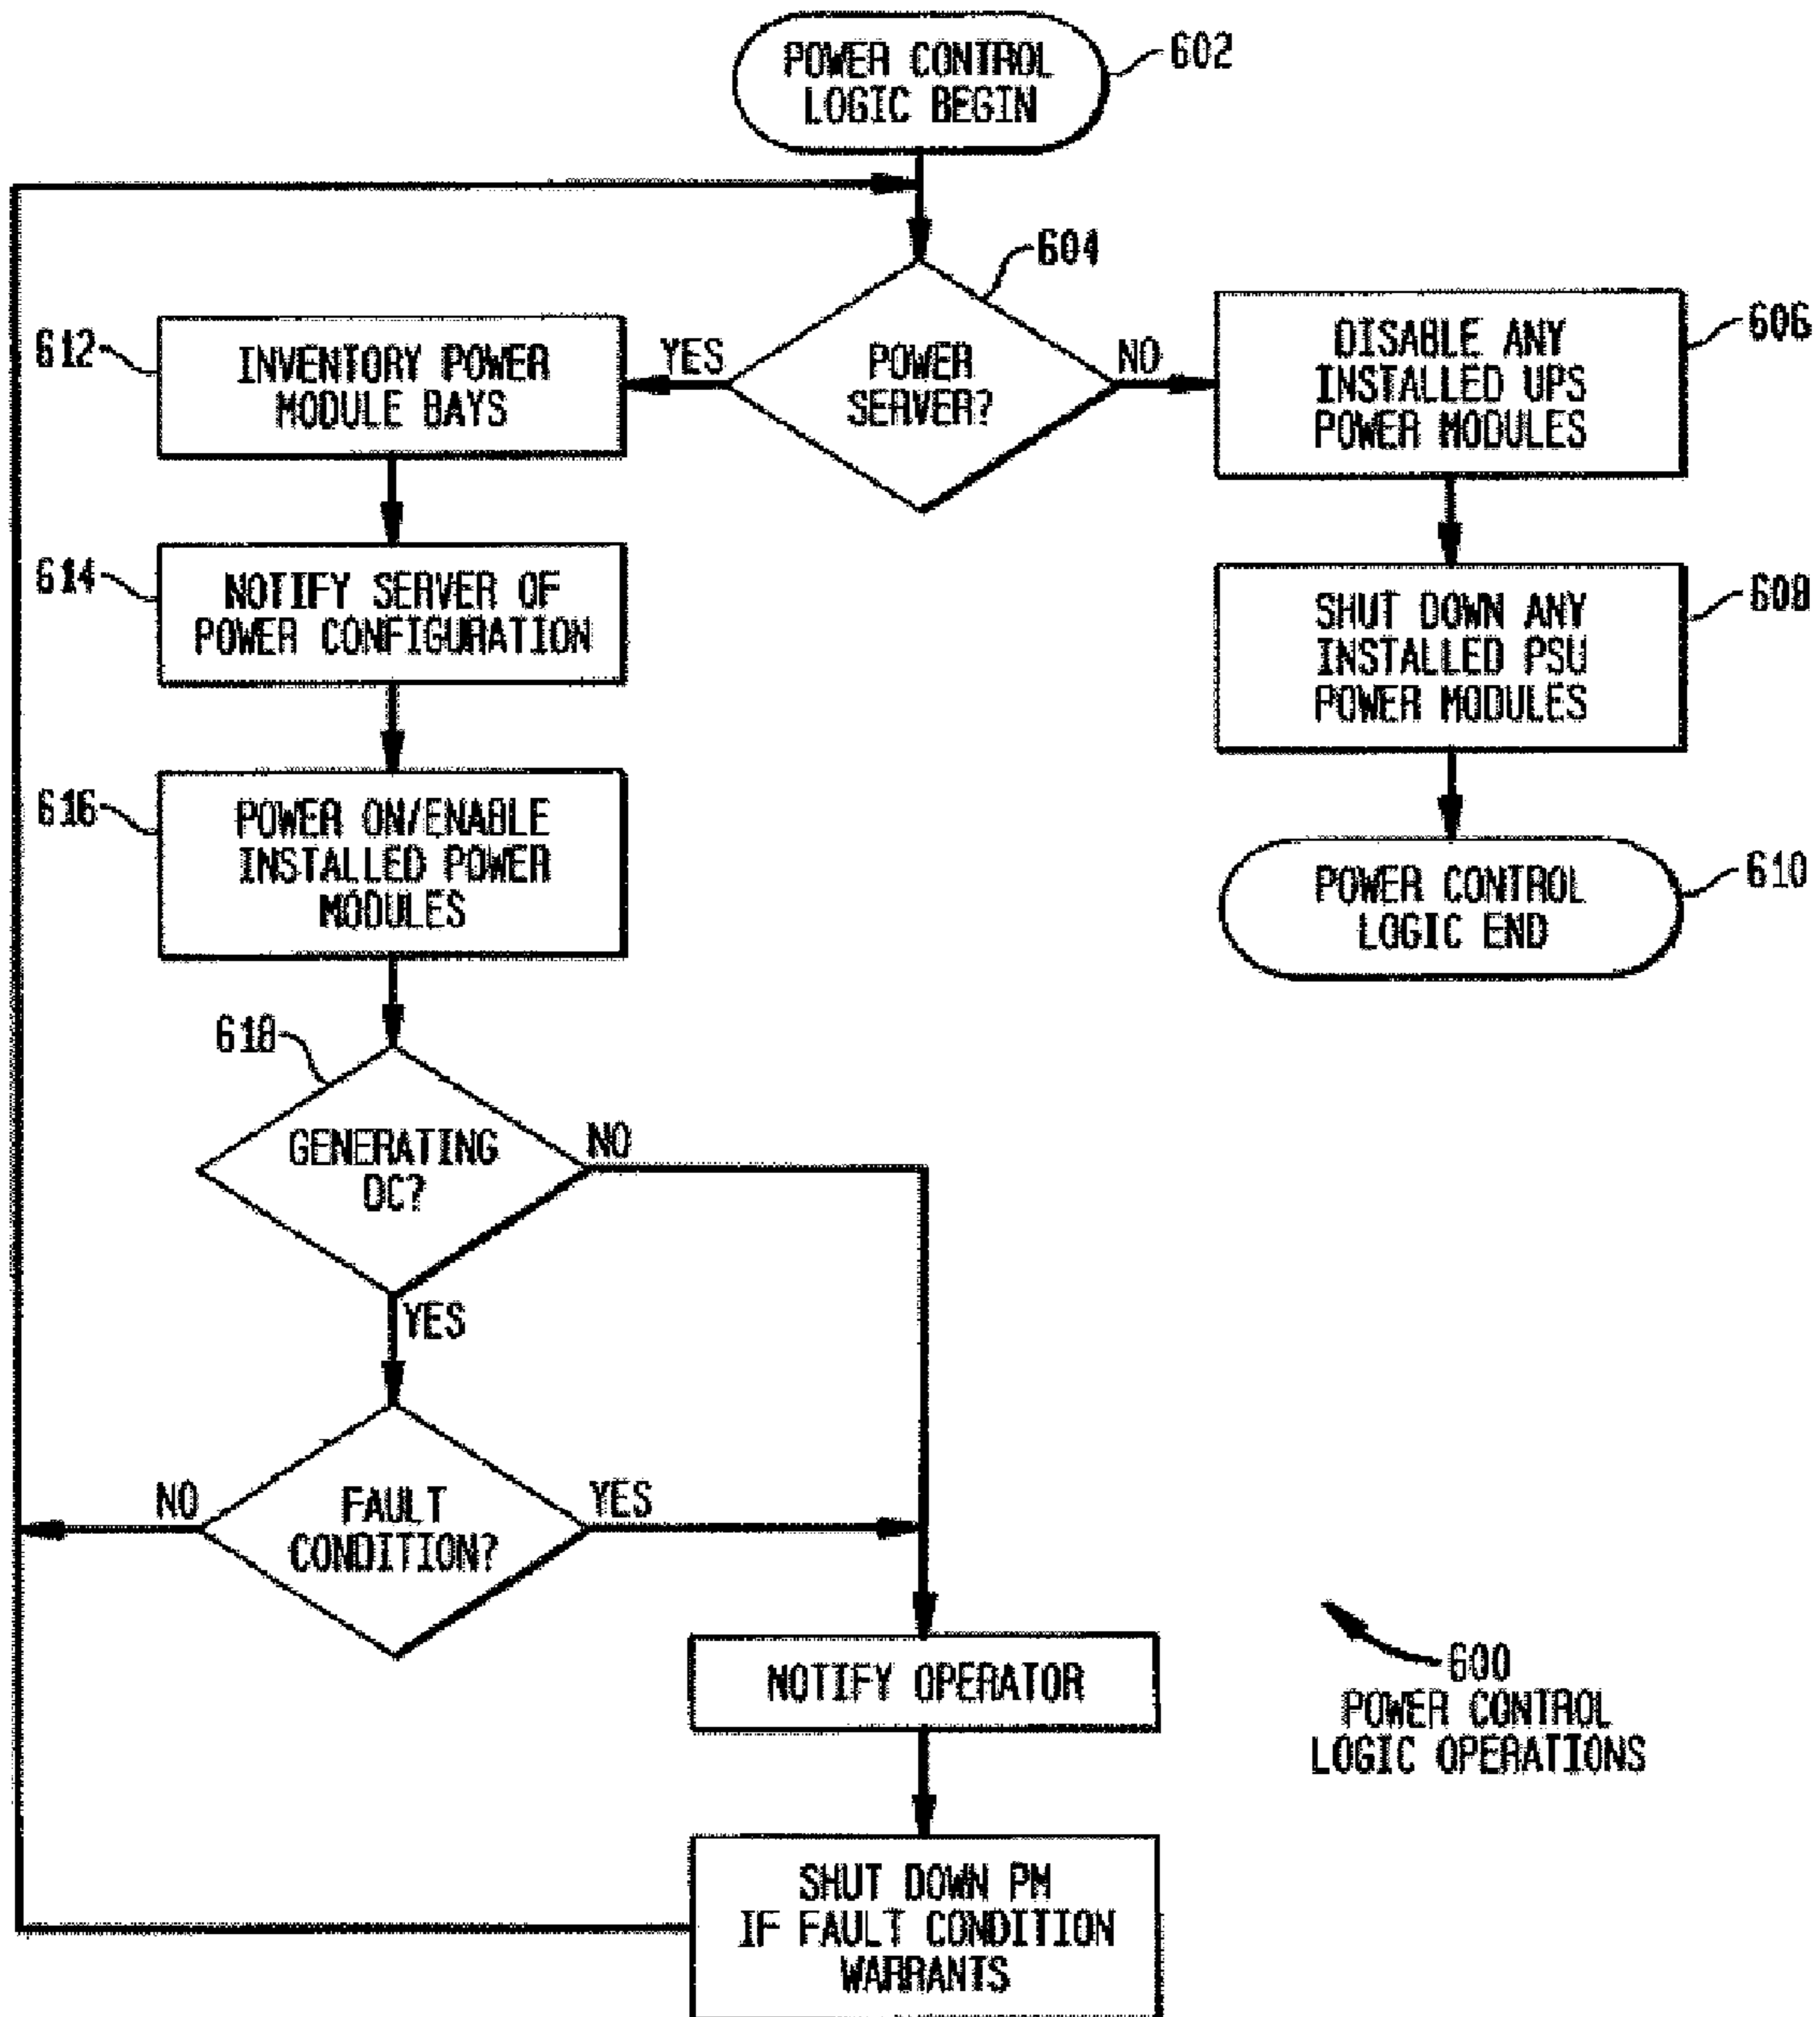 POWER CONTROL
LOGIC BEGIN
602
604
POWER
SERVER?
YES
NO
612
INVENTORY POWER
MODULE BAYS
606
DISABLE ANY
INSTALLED UPS
POWER MODULES
614
NOTIFY SERVER OF
POWER CONFIGURATION
608
SHUT DOWN ANY
INSTALLED PSU
POWER MODULES
616
POWER ON/ENABLE
INSTALLED POWER
MODULES
POWER CONTROL
LOGIC END
610
618
GENERATING
DC?
NO
YES
FAULT
CONDITION?
NO
YES
NOTIFY OPERATOR
600
POWER CONTROL
LOGIC OPERATIONS
SHUT DOWN PM
IF FAULT CONDITION
WARRANTS